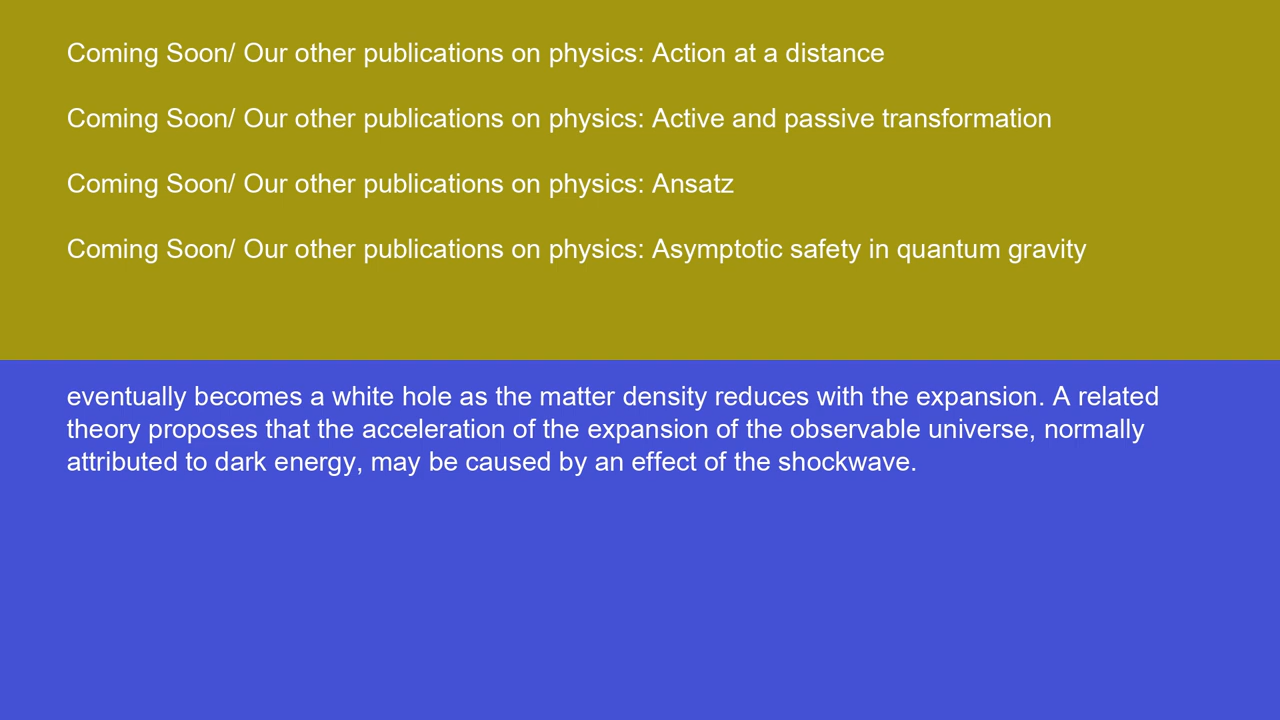 Coming Soon/ Our other publications on physics: Action at a distance
Coming Soon/ Our other publications on physics: Active and passive transformation
Coming Soon/ Our other publications on physics: Ansatz
Coming Soon/ Our other publications on physics: Asymptotic safety in quantum gravity
eventually becomes a white hole as the matter density reduces with the expansion. A related
theory proposes that the acceleration of the expansion of the observable universe, normally
attributed to dark energy, may be caused by an effect of the shockwave.